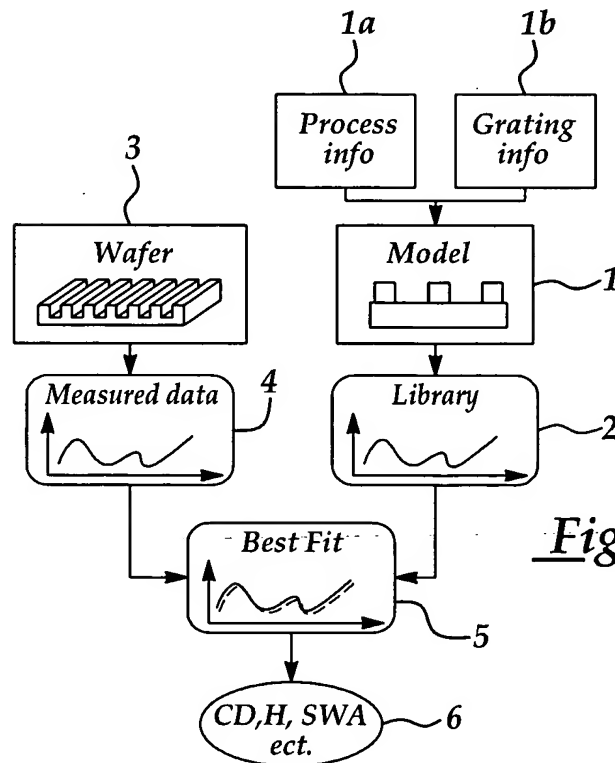 1a
1b
Process
info
Grating
info
3
Wafer
Model
1
Measured data
4
Library
2
Best Fit
Fig
5
CD,H, SWA
ect.
6